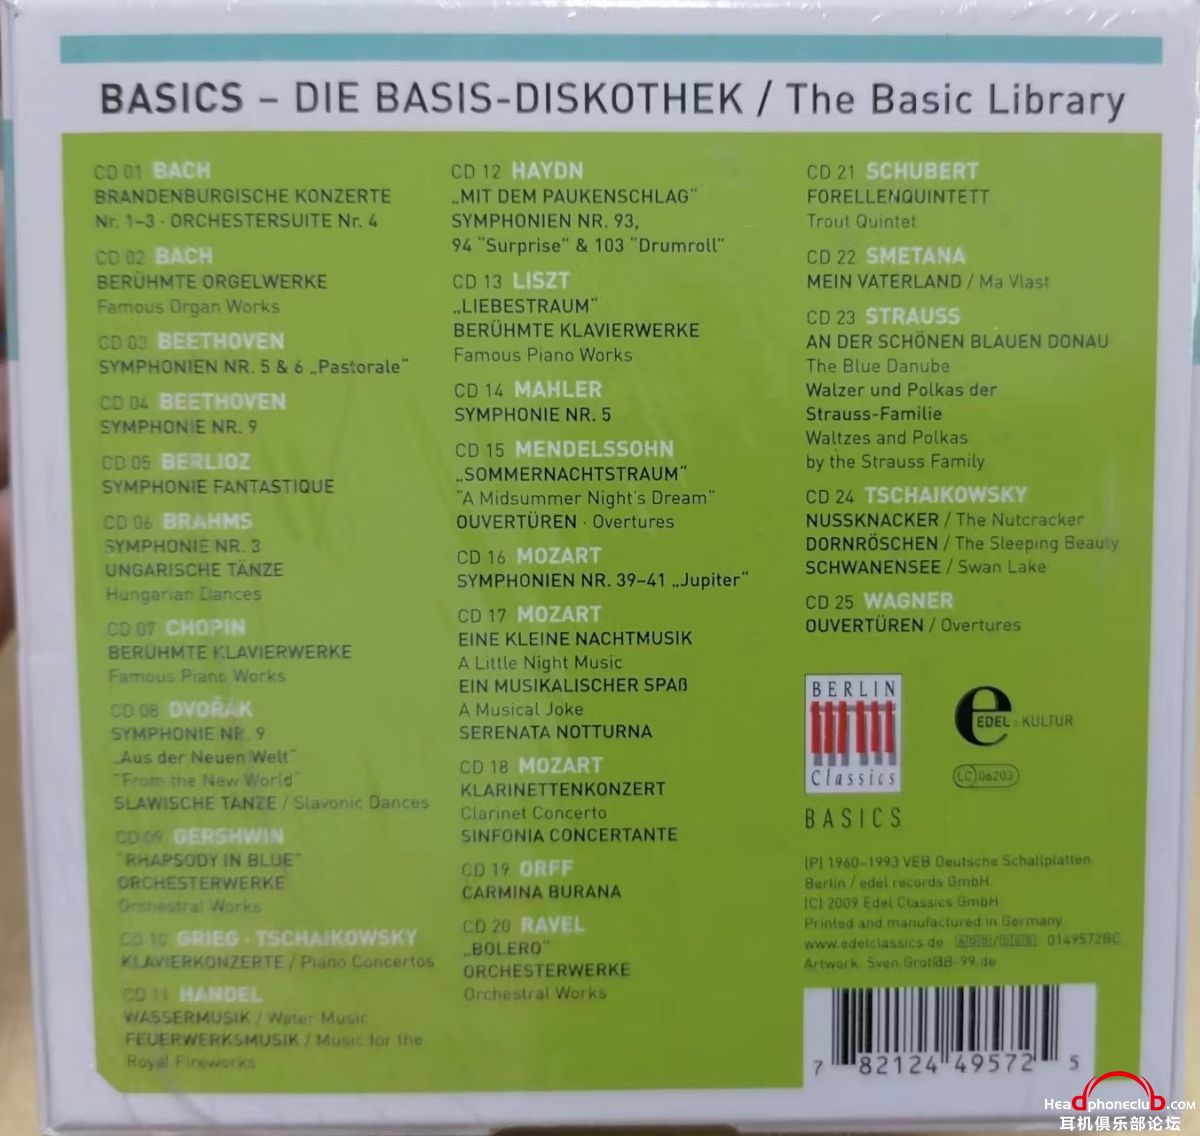 BASICS – DIE BASIS-DISKOTHEK / The Basic Library
CD 01 BACH
BRANDENBURGISCHE KONZERTE
Nr. 1–3 · ORCHESTERSUITE Nr. 4
CD 02 BACH
BERÜHMTE ORGELWERKE
Famous Organ Works
CD 03 BEETHOVEN
SYMPHONIEN NR. 5 & 6 „Pastorale“
CD 04 BEETHOVEN
SYMPHONIE NR. 9
CD 05 BERLIOZ
SYMPHONIE FANTASTIQUE
CD 06 BRAHMS
SYMPHONIE NR. 3
UNGARISCHE TÄNZE
Hungarian Dances
CD 07 CHOPIN
BERÜHMTE KLAVIERWERKE
Famous Piano Works
CD 08 DVOŘÁK
SYMPHONIE NR. 9
„Aus der Neuen Welt“
"From the New World"
SLAWISCHE TÄNZE / Slavonic Dances
CD 09 GERSHWIN
"RHAPSODY IN BLUE"
ORCHESTERWERKE
Orchestral Works
CD 10 GRIEG · TSCHAIKOWSKY
KLAVIERKONZERTE / Piano Concertos
CD 11 HÄNDEL
WASSERMUSIK / Water Music
FEUERWERKSMUSIK / Music for the
Royal Fireworks
CD 12 HAYDN
„MIT DEM PAUKENSCHLAG“
SYMPHONIEN NR. 93,
94 "Surprise" & 103 "Drumroll"
CD 13 LISZT
„LIEBESTRAUM“
BERÜHMTE KLAVIERWERKE
Famous Piano Works
CD 14 MAHLER
SYMPHONIE NR. 5
CD 15 MENDELSSOHN
„SOMMERNACHTSTRAUM“
"A Midsummer Night's Dream"
OUVERTÜREN · Overtures
CD 16 MOZART
SYMPHONIEN NR. 39–41 „Jupiter“
CD 17 MOZART
EINE KLEINE NACHTMUSIK
A Little Night Music
EIN MUSIKALISCHER SPAß
A Musical Joke
SERENATA NOTTURNA
CD 18 MOZART
KLARINETTENKONZERT
Clarinet Concerto
SINFONIA CONCERTANTE
CD 19 ORFF
CARMINA BURANA
CD 20 RAVEL
„BOLERO“
ORCHESTERWERKE
Orchestral Works
CD 21 SCHUBERT
FORELLENQUINTETT
Trout Quintet
CD 22 SMETANA
MEIN VATERLAND / Ma Vlast
CD 23 STRAUSS
AN DER SCHÖNEN BLAUEN DONAU
The Blue Danube
Walzer und Polkas der
Strauss-Familie
Waltzes and Polkas
by the Strauss Family
CD 24 TSCHAIKOWSKY
NUSSKNACKER / The Nutcracker
DORNRÖSCHEN / The Sleeping Beauty
SCHWANENSEE / Swan Lake
CD 25 WAGNER
OUVERTÜREN / Overtures
BERLIN
Classics
BASICS
e
EDEL : KULTUR
LC 06203
(P) 1960–1993 VEB Deutsche Schallplatten
Berlin / edel records GmbH
(C) 2009 Edel Classics GmbH
Printed and manufactured in Germany
www.edelclassics.de ADD/DDD 0149572BC
Artwork Sven.Grot@B-99.de
7 82124 49572 5
HeadphoneclubD.COM
耳机俱乐部论坛